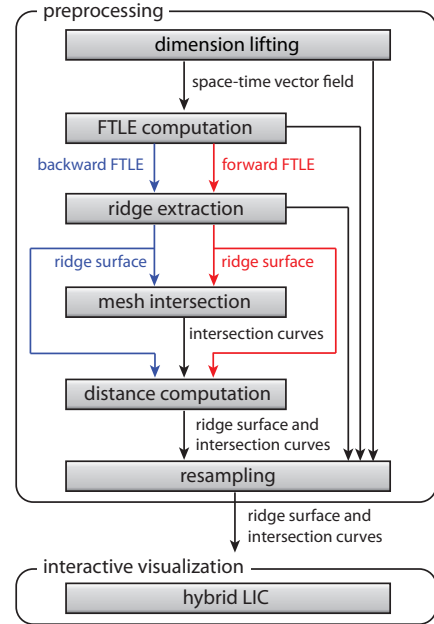 preprocessing
dimension lifting
space-time vector field
FTLE computation
backward FTLE
forward FTLE
ridge extraction
ridge surface
ridge surface
mesh intersection
intersection curves
distance computation
ridge surface and
intersection curves
resampling
ridge surface and
intersection curves
interactive visualization
hybrid LIC